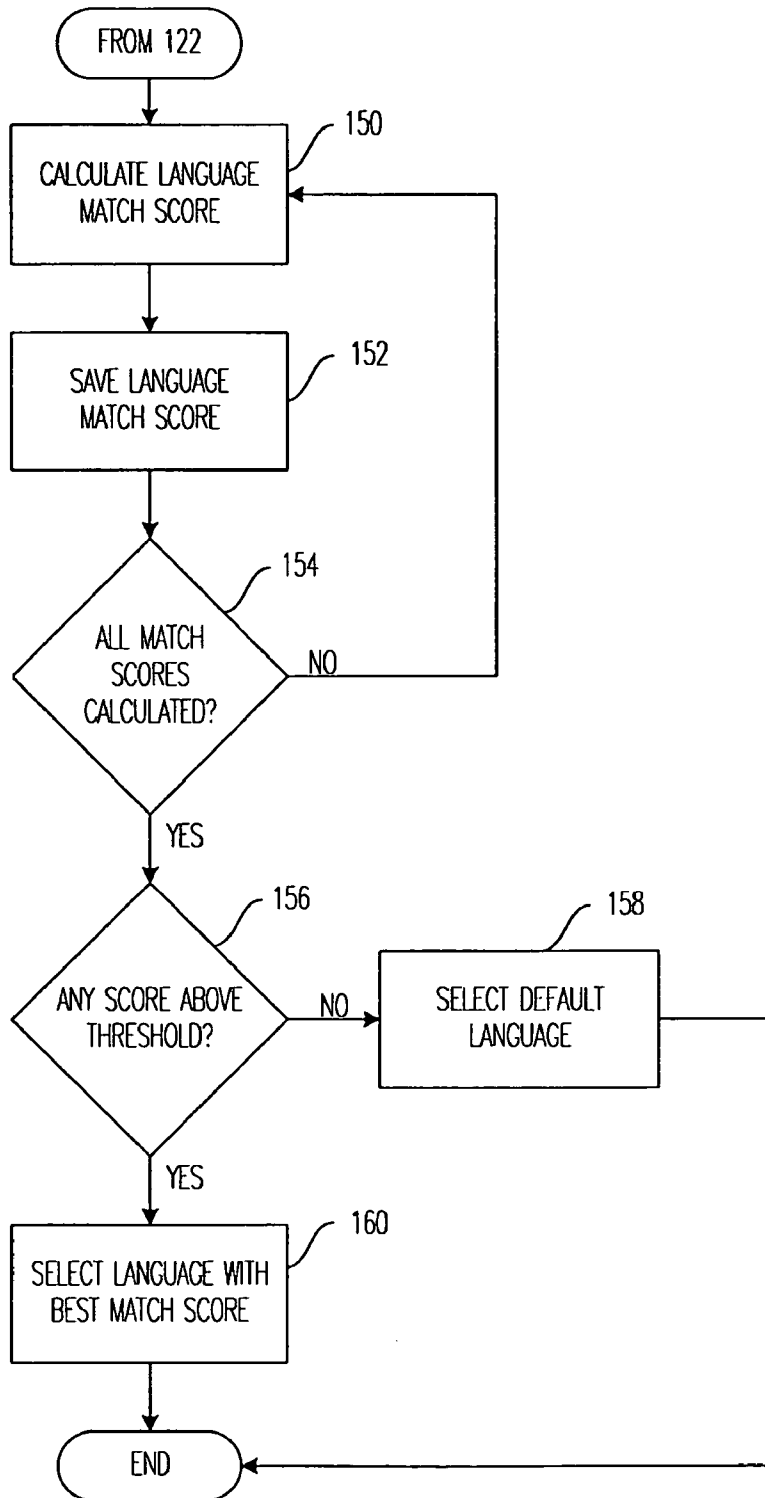 FROM 122
150
CALCULATE LANGUAGE
MATCH SCORE
152
SAVE LANGUAGE
MATCH SCORE
154
ALL MATCH
SCORES
CALCULATED?
NO
YES
156
158
ANY SCORE ABOVE
THRESHOLD?
NO
SELECT DEFAULT
LANGUAGE
YES
160
SELECT LANGUAGE WITH
BEST MATCH SCORE
END